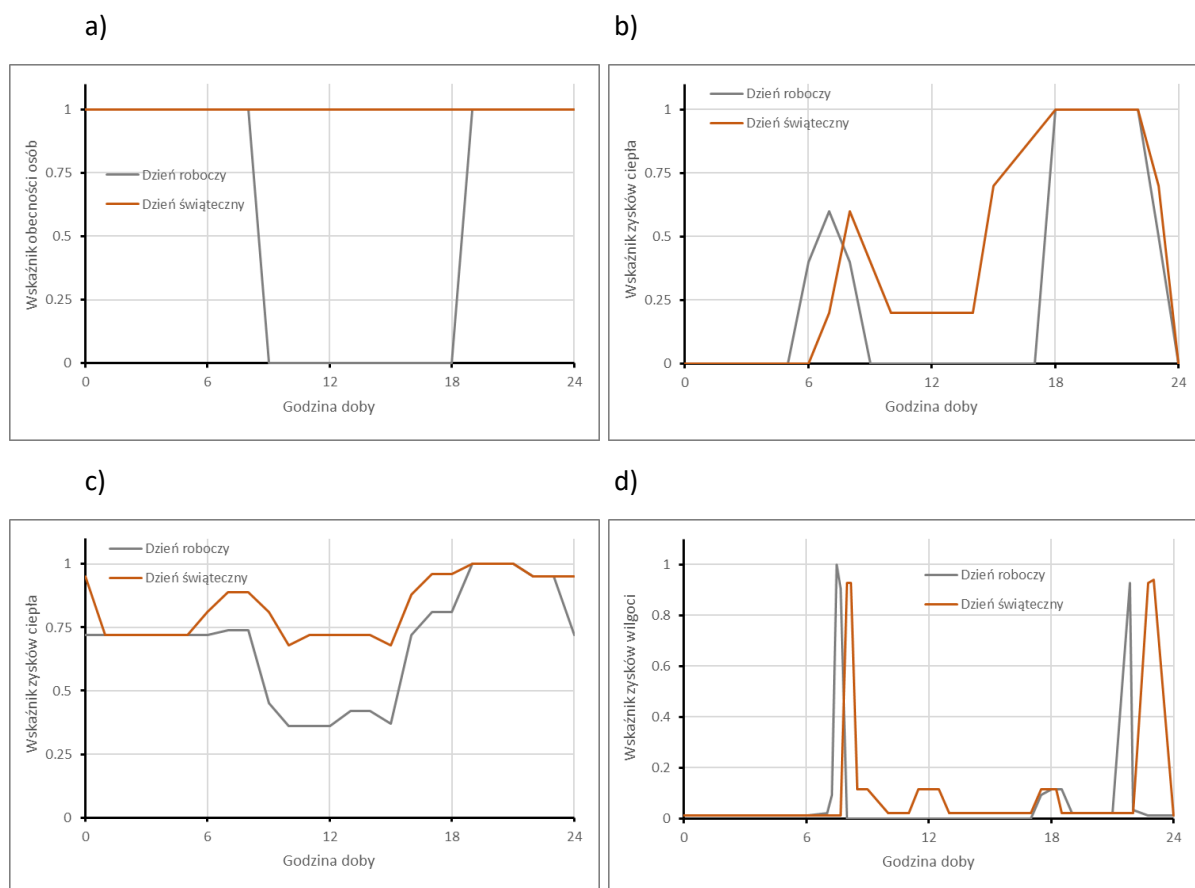 a)
1
0.75
0.5
0.25
0
0
6
12
18
24
Wskaźnik obecności osób
Dzień roboczy
Dzień świąteczny
Godzina doby
b)
1
0.75
0.5
0.25
0
0
6
12
18
24
Wskaźnik zysków ciepła
Dzień roboczy
Dzień świąteczny
Godzina doby
c)
1
0.75
0.5
0.25
0
0
6
12
18
24
Wskaźnik zysków ciepła
Dzień roboczy
Dzień świąteczny
Godzina doby
d)
1
0.8
0.6
0.4
0.2
0
0
6
12
18
24
Wskaźnik zysków wilgoci
Dzień roboczy
Dzień świąteczny
Godzina doby